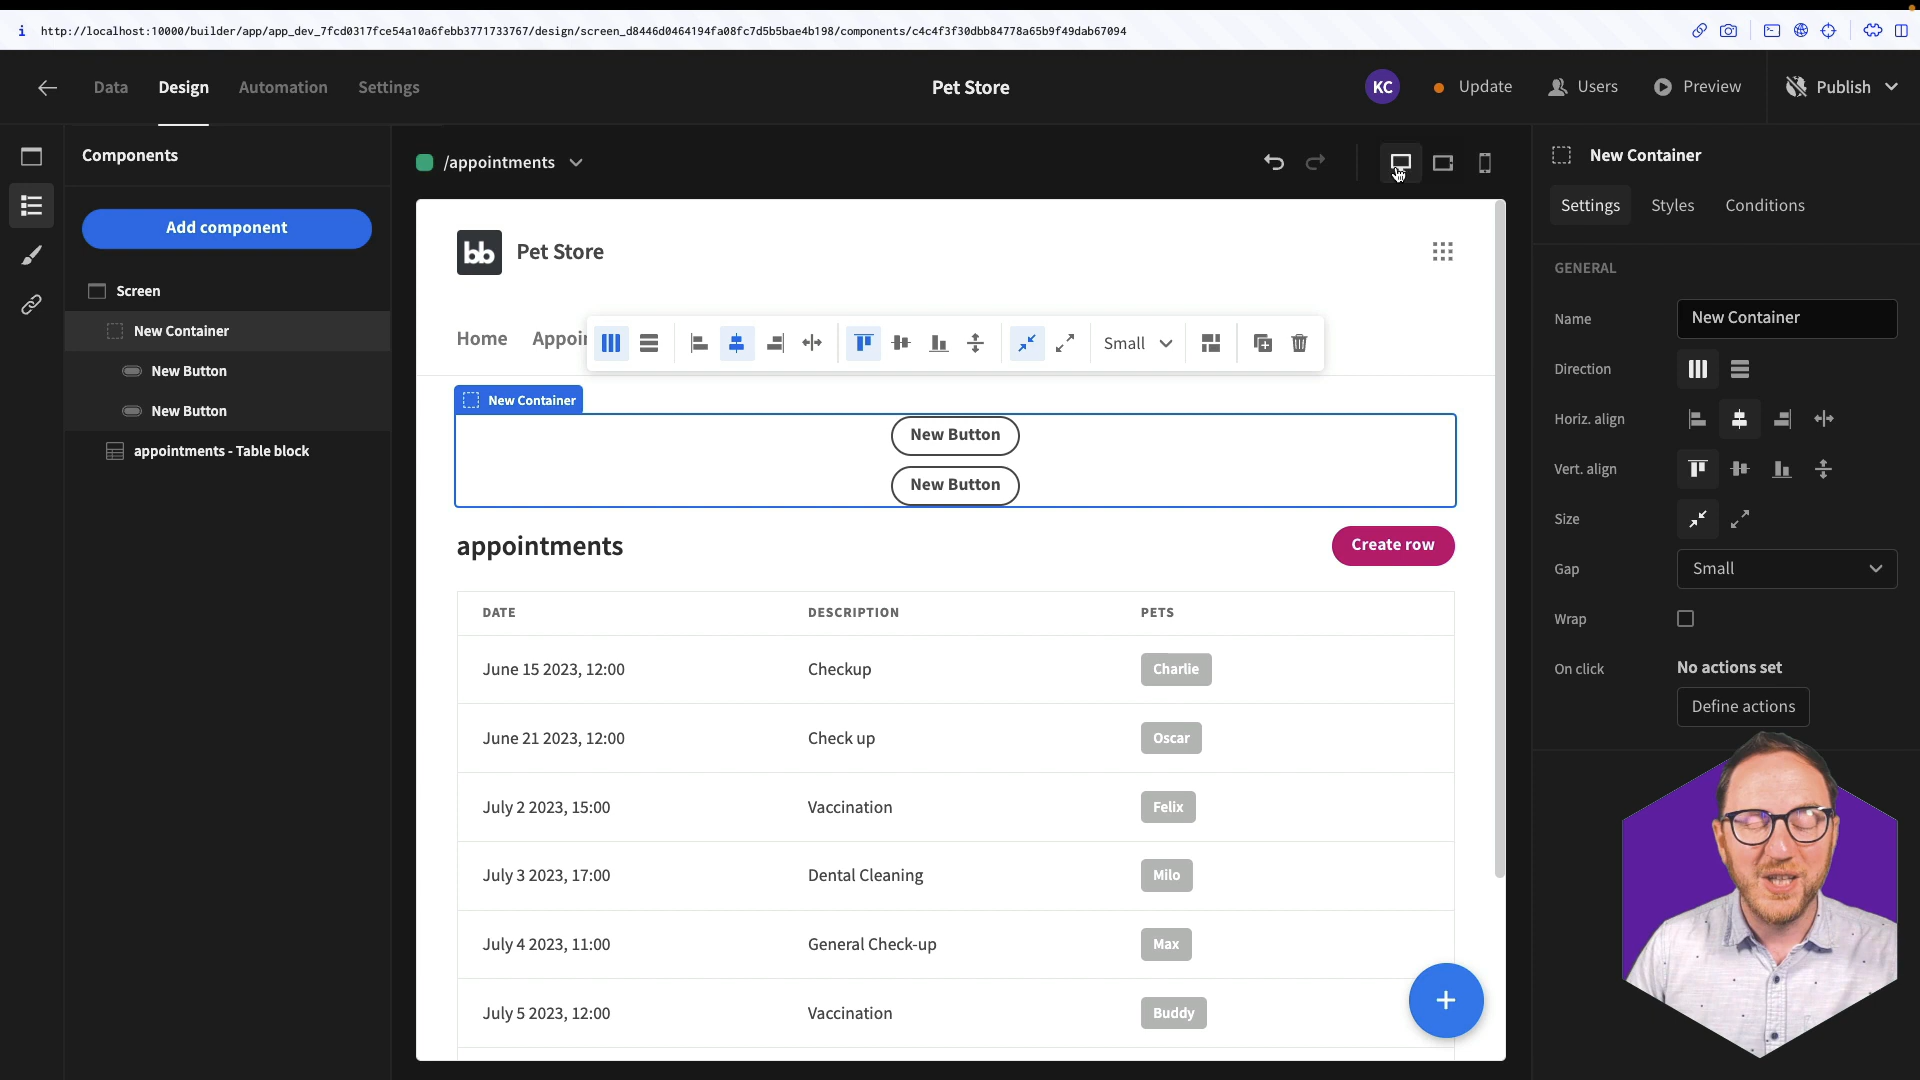 http://localhost:10000/builder/app/app_dev_7fcd0317fce54a10a6febb3771733767/design/screen_d8446d0464194fa08fc7d5b5bae4b198/components/c4c4f3f30dbb84778a65b9f49dab67094
Data
Design
Automation
Settings
Pet Store
KC
Update
Users
Preview
Publish
Components
Add component
Screen
New Container
New Button
New Button
appointments - Table block
/appointments
bb
Pet Store
Home
Appoin
Small
New Container
New Button
New Button
appointments
Create row
DATE DESCRIPTION PETS
June 15 2023, 12:00 Checkup Charlie
June 21 2023, 12:00 Check up Oscar
July 2 2023, 15:00 Vaccination Felix
July 3 2023, 17:00 Dental Cleaning Milo
July 4 2023, 11:00 General Check-up Max
July 5 2023, 12:00 Vaccination Buddy
New Container
Settings
Styles
Conditions
GENERAL
Name New Container
Direction
Horiz. align
Vert. align
Size
Gap Small
Wrap
On click No actions set
Define actions